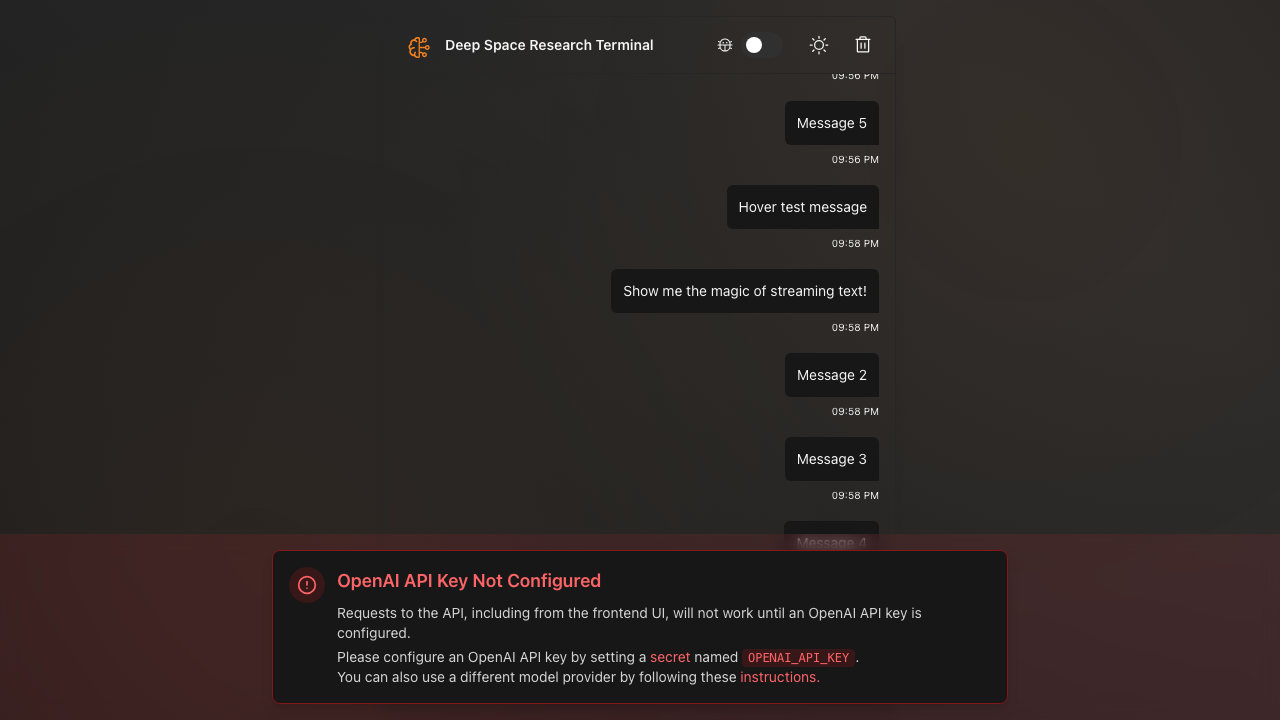 Deep Space Research Terminal
09:56 PM
Message 5
09:56 PM
Hover test message
09:58 PM
Show me the magic of streaming text!
09:58 PM
Message 2
09:58 PM
Message 3
09:58 PM
Message 4
OpenAI API Key Not Configured
Requests to the API, including from the frontend UI, will not work until an OpenAI API key is
configured.
Please configure an OpenAI API key by setting a secret named OPENAI_API_KEY.
You can also use a different model provider by following these instructions.